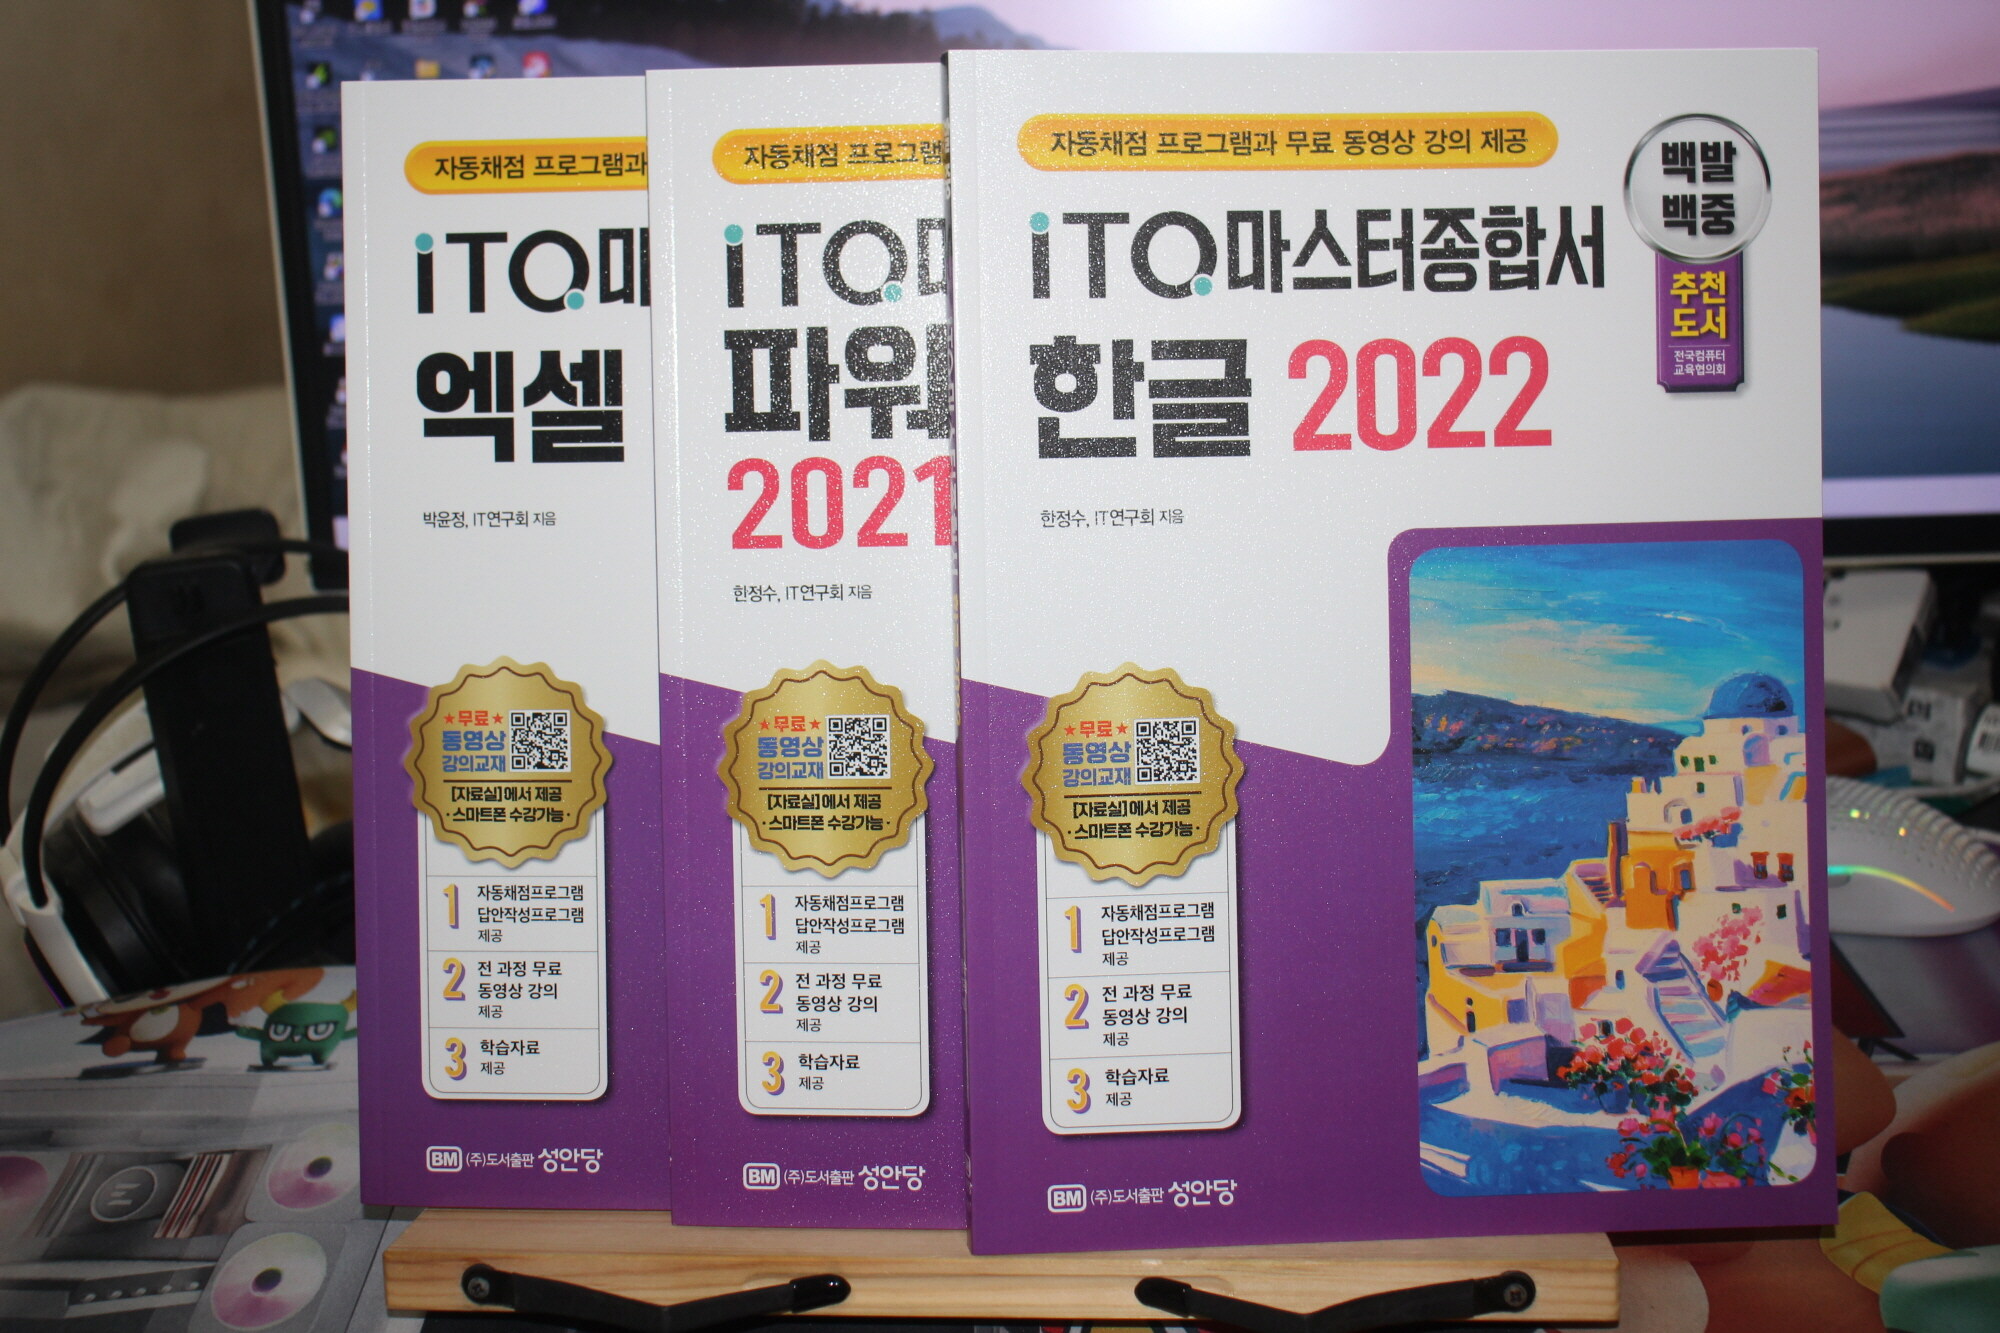 자동채점 프로그램과
iTQ마
엑셀
박윤정, IT연구회 지음
★무료★
동영상
강의교재
[자료실]에서 제공
·스마트폰 수강가능·
1 자동채점프로그램
답안작성프로그램
제공
2 전 과정 무료
동영상 강의
제공
3 학습자료
제공
BM (주)도서출판 성안당
자동채점 프로그램
iTQ
파워
2021
한정수, IT연구회 지음
★무료★
동영상
강의교재
[자료실]에서 제공
·스마트폰 수강가능·
1 자동채점프로그램
답안작성프로그램
제공
2 전 과정 무료
동영상 강의
제공
3 학습자료
제공
BM (주)도서출판 성안당
자동채점 프로그램과 무료 동영상 강의 제공
iTQ마스터종합서
한글 2022
한정수, IT연구회 지음
백발
백중
추천
도서
전국컴퓨터
교육협의회
★무료★
동영상
강의교재
[자료실]에서 제공
·스마트폰 수강가능·
1 자동채점프로그램
답안작성프로그램
제공
2 전 과정 무료
동영상 강의
제공
3 학습자료
제공
BM (주)도서출판 성안당